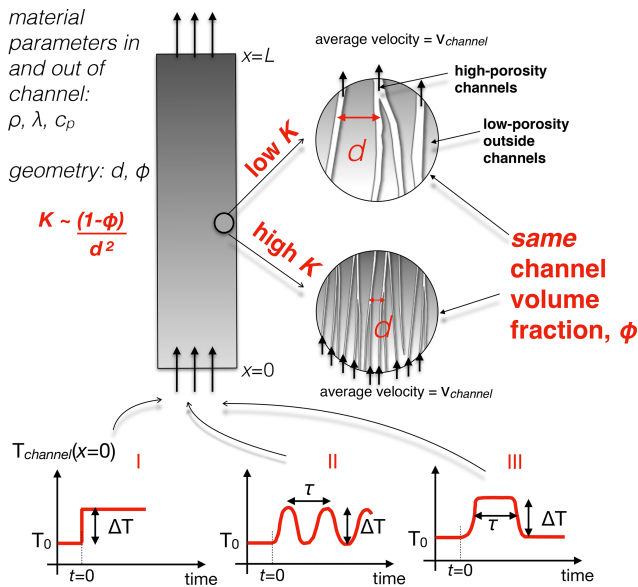 material
parameters in
and out of
channel:
ρ, λ, cₚ
geometry: d, ϕ
K ~ (1-ϕ)
d²
x=L
x=0
low K
high K
average velocity = v_channel
high-porosity
channels
low-porosity
outside
channels
d
d
average velocity = v_channel
same
channel
volume
fraction, ϕ
T_channel(x=0)
I
II
III
T₀
ΔT
t=0
time
T₀
τ
ΔT
t=0
time
T₀
τ
ΔT
t=0
time